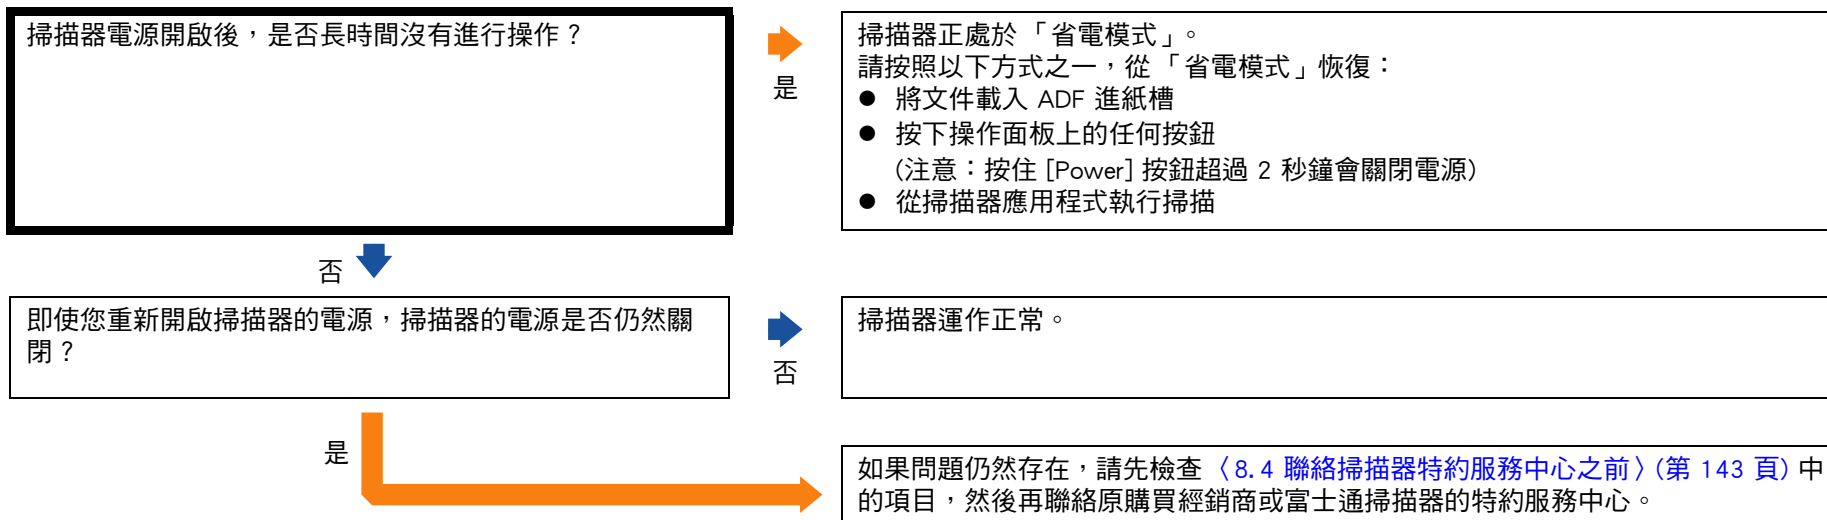 掃描器電源開啟後，是否長時間沒有進行操作？
是
掃描器正處於「省電模式」。
請按照以下方式之一，從「省電模式」恢復：
● 將文件載入 ADF 進紙槽
● 按下操作面板上的任何按鈕
(注意：按住 [Power] 按鈕超過 2 秒鐘會關閉電源)
● 從掃描器應用程式執行掃描
否
即使您重新開啟掃描器的電源，掃描器的電源是否仍然關
閉？
否
掃描器運作正常。
是
如果問題仍然存在，請先檢查〈8.4 聯絡掃描器特約服務中心之前〉(第 143 頁) 中
的項目，然後再聯絡原購買經銷商或富士通掃描器的特約服務中心。